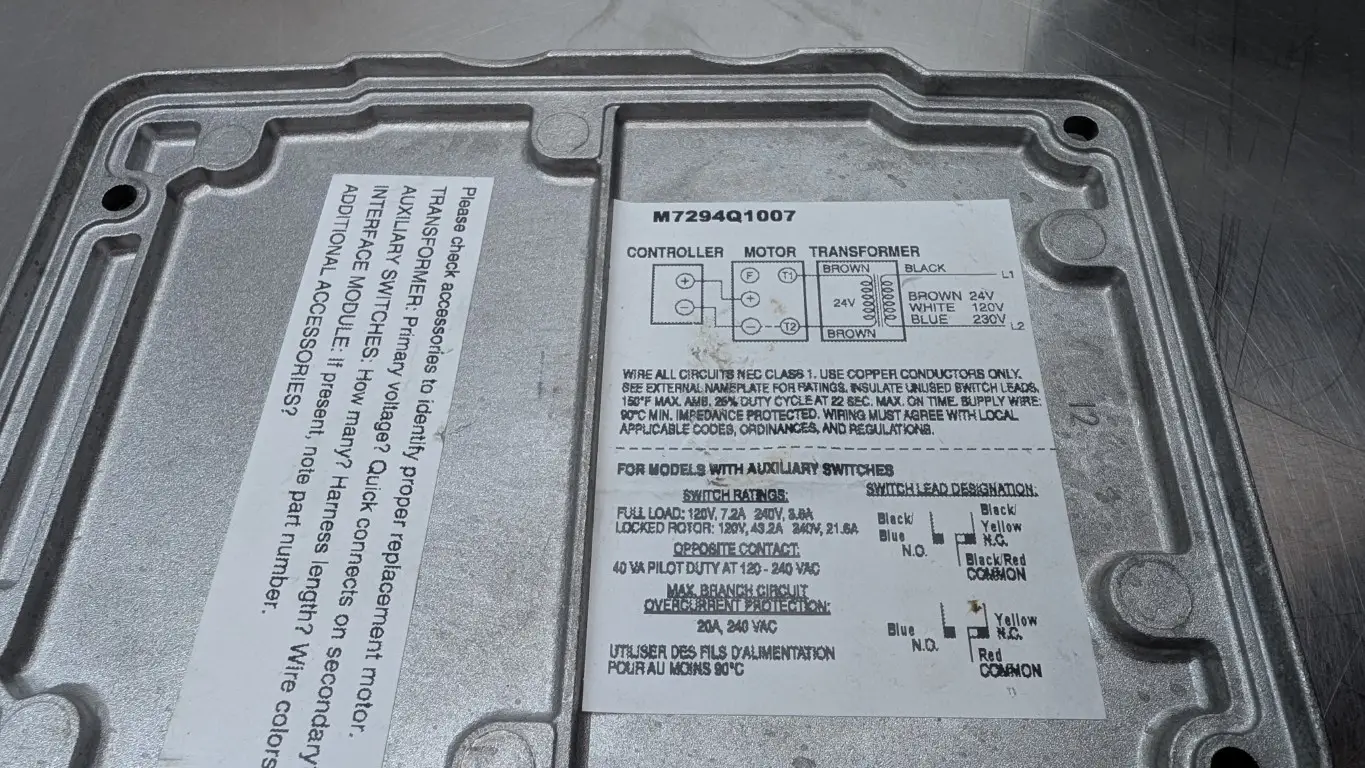 Please check accessories to identify proper replacement motor.
TRANSFORMER: Primary voltage? Quick connects on secondary
AUXILIARY SWITCHES: How many? Harness length? Wire colors
INTERFACE MODULE: If present, note part number.
ADDITIONAL ACCESSORIES?
M7294Q1007
CONTROLLER MOTOR TRANSFORMER
BROWN BLACK L1
F T1
+ +
24V BROWN 24V
WHITE 120V
BLUE 230V
− − T2 L2
BROWN
WIRE ALL CIRCUITS NEC CLASS 1. USE COPPER CONDUCTORS ONLY.
SEE EXTERNAL NAMEPLATE FOR RATINGS. INSULATE UNUSED SWITCH LEADS.
150°F MAX. AMB. 25% DUTY CYCLE AT 22 SEC. MAX. ON TIME. SUPPLY WIRE:
90°C MIN. IMPEDANCE PROTECTED. WIRING MUST AGREE WITH LOCAL
APPLICABLE CODES, ORDINANCES, AND REGULATIONS.
FOR MODELS WITH AUXILIARY SWITCHES
SWITCH RATINGS:
FULL LOAD: 120V, 7.2A 240V, 3.6A
LOCKED ROTOR: 120V, 43.2A 240V, 21.6A
OPPOSITE CONTACT:
40 VA PILOT DUTY AT 120 - 240 VAC
MAX. BRANCH CIRCUIT
OVERCURRENT PROTECTION:
20A, 240 VAC
UTILISER DES FILS D'ALIMENTATION
POUR AU MOINS 90°C
SWITCH LEAD DESIGNATION:
Black/
Blue
N.O.
Black/
Yellow
N.C.
Black/Red
COMMON
Blue
N.O.
Yellow
N.C.
Red
COMMON
12
3